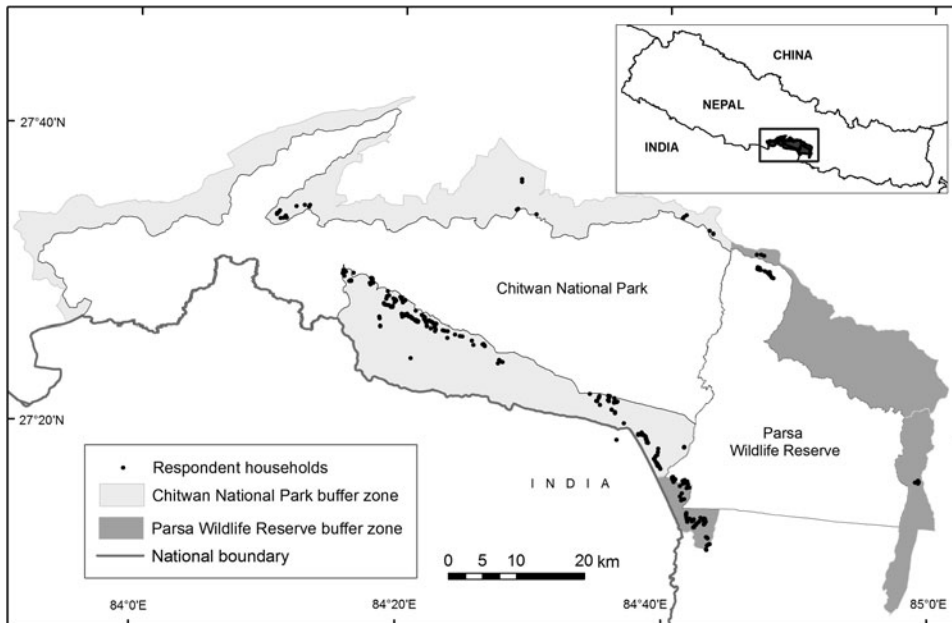 CHINA
NEPAL
INDIA
27°40'N
Chitwan National Park
27°20'N
Parsa
Wildlife Reserve
INDIA
Respondent households
Chitwan National Park buffer zone
Parsa Wildlife Reserve buffer zone
National boundary
0 5 10 20 km
84°0'E
84°20'E
84°40'E
85°0'E